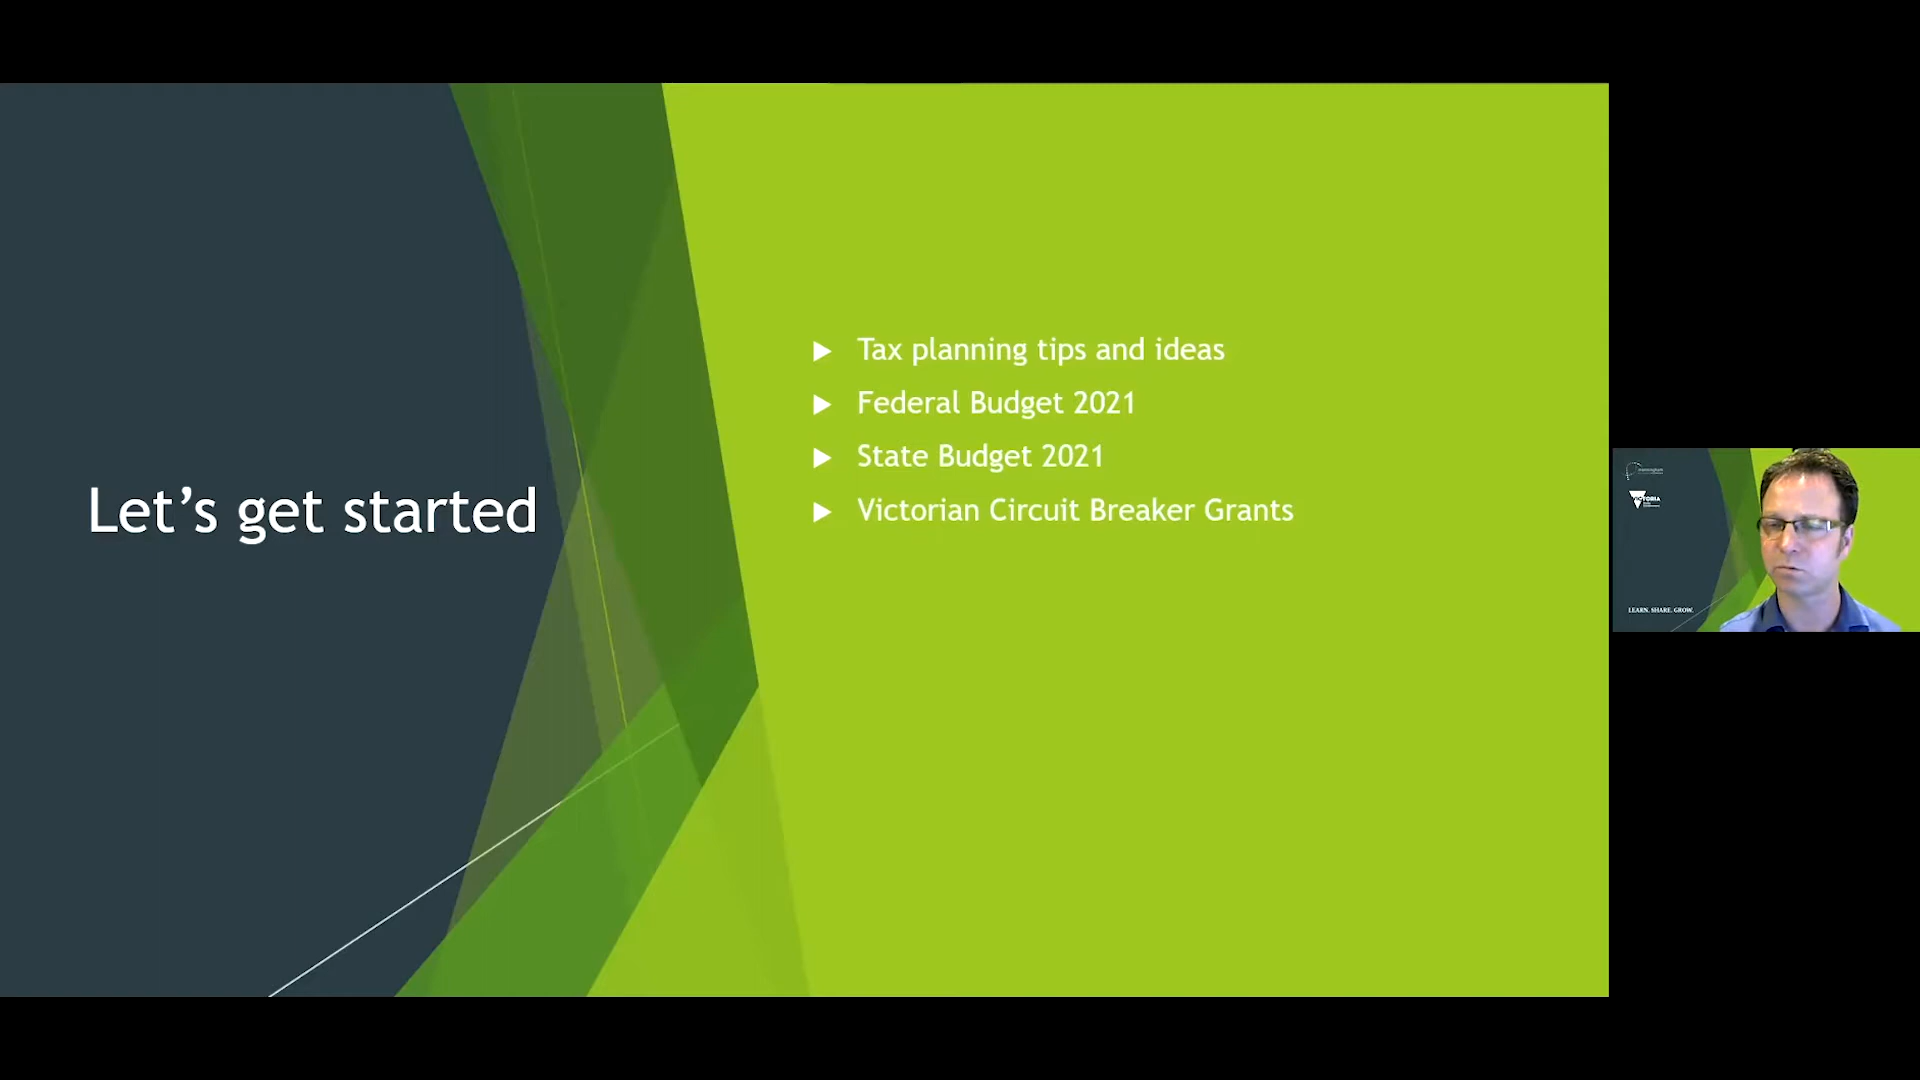 Let’s get started
Tax planning tips and ideas
Federal Budget 2021
State Budget 2021
Victorian Circuit Breaker Grants
VICTORIA
LEARN. SHARE. GROW.